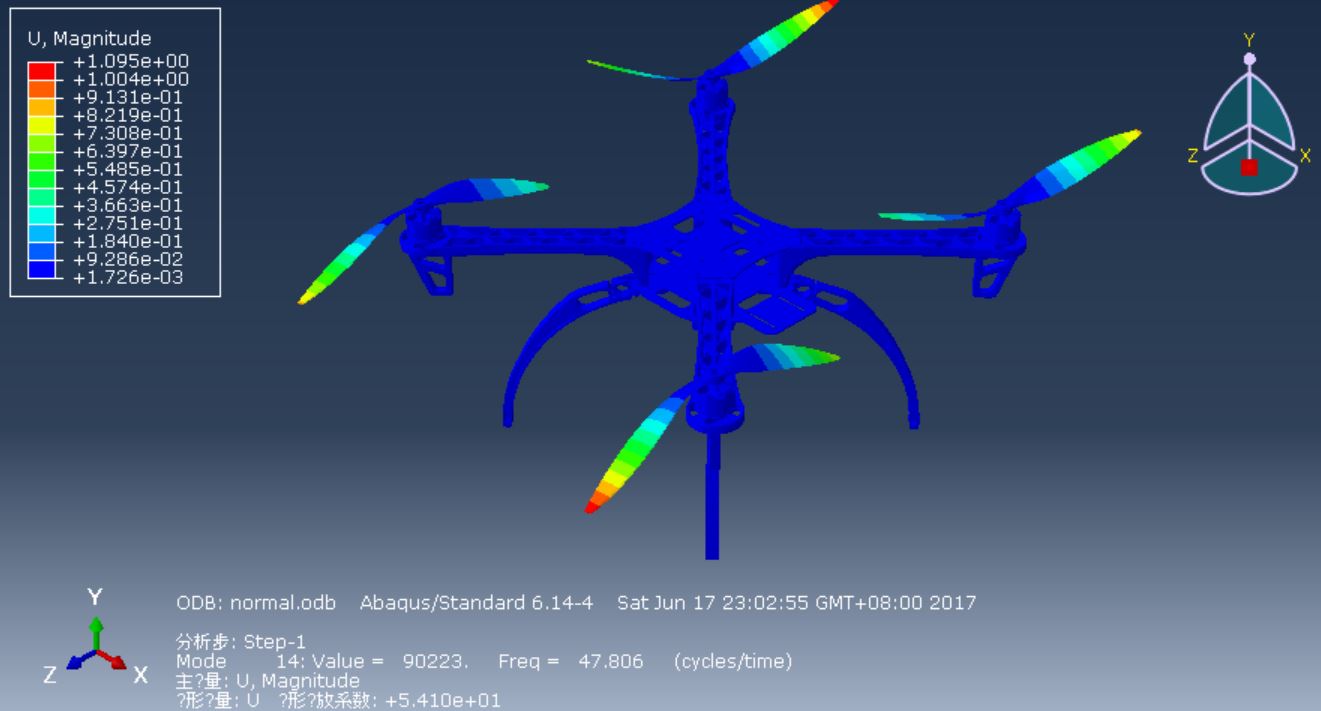 U, Magnitude
+1.095e+00
+1.004e+00
+9.131e-01
+8.219e-01
+7.308e-01
+6.397e-01
+5.485e-01
+4.574e-01
+3.663e-01
+2.751e-01
+1.840e-01
+9.286e-02
+1.726e-03
Y
Z X
Y
Z X
ODB: normal.odb Abaqus/Standard 6.14-4 Sat Jun 17 23:02:55 GMT+08:00 2017
分析步: Step-1
Mode 14: Value = 90223. Freq = 47.806 (cycles/time)
主?量: U, Magnitude
?形?量: U ?形?放系数: +5.410e+01